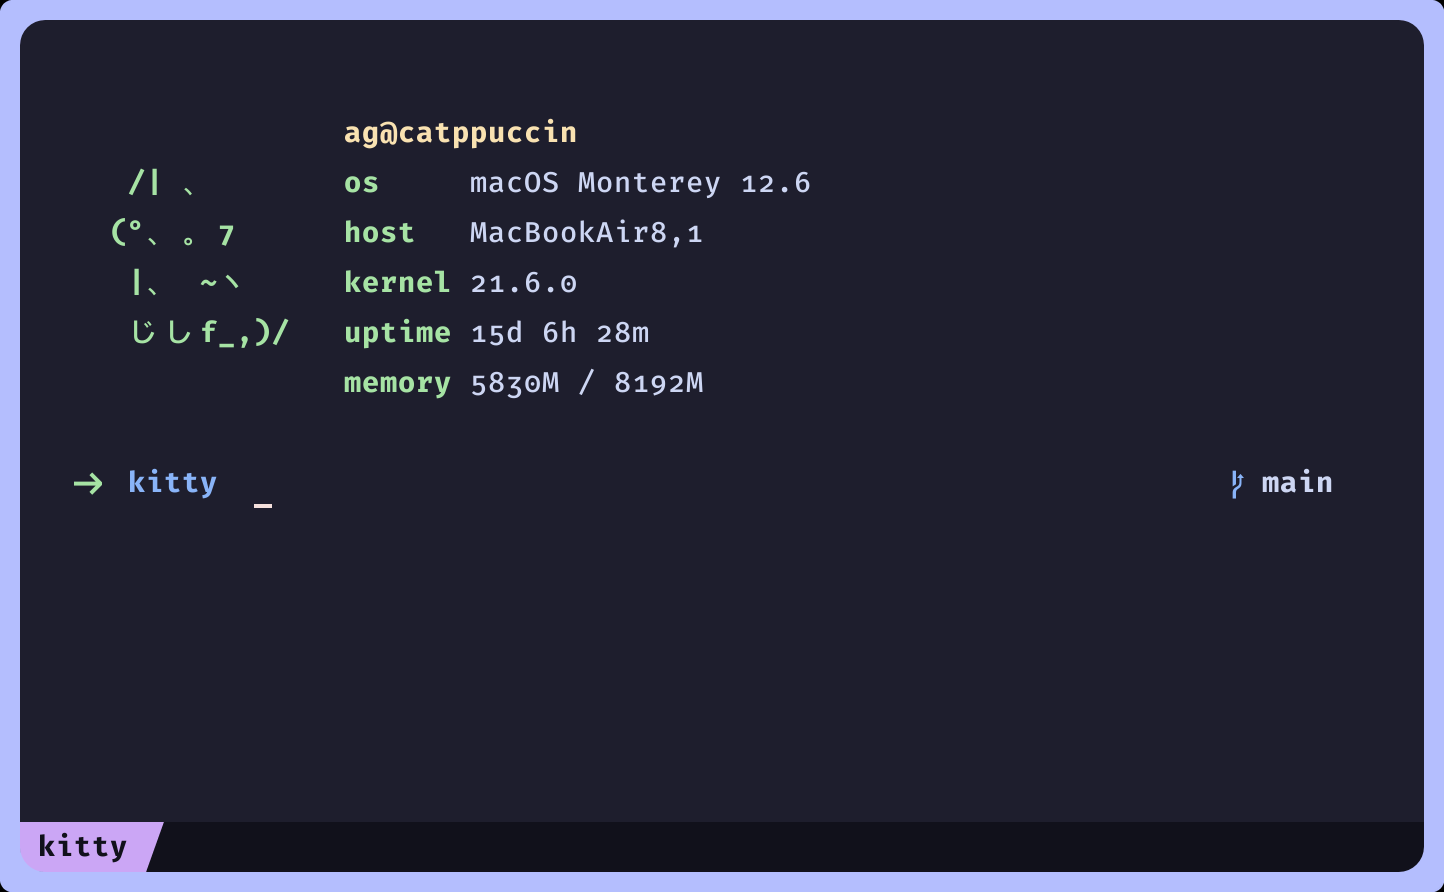 ag@catppuccin
/| 、 os macOS Monterey 12.6
(°、 。 7 host MacBookAir8,1
|、 ~ヽ kernel 21.6.0
じしf_,)/ uptime 15d 6h 28m
memory 5830M / 8192M
→ kitty _ main
kitty